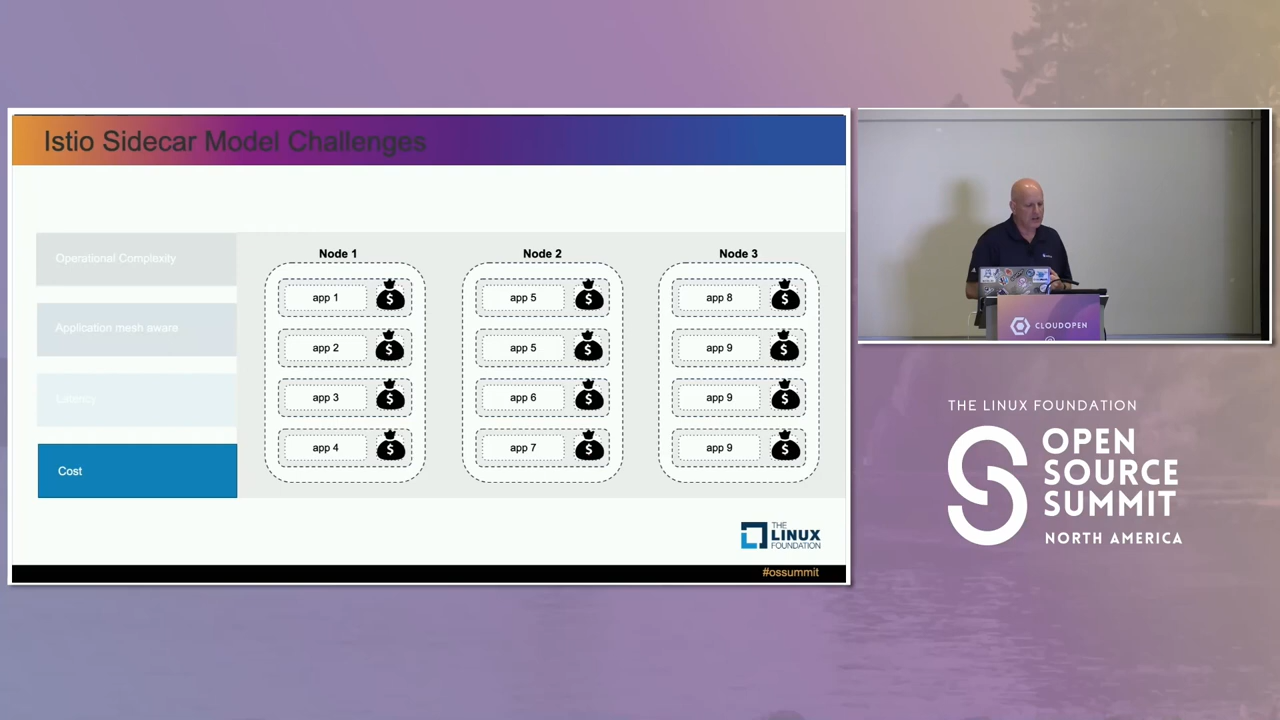 Istio Sidecar Model Challenges
Operational Complexity
Application mesh aware
Latency
Cost
Node 1
app 1
$
app 2
$
app 3
$
app 4
$
Node 2
app 5
$
app 5
$
app 6
$
app 7
$
Node 3
app 8
$
app 9
$
app 9
$
app 9
$
THE
LINUX
FOUNDATION
#ossummit
CLOUDOPEN
THE LINUX FOUNDATION
OPEN
SOURCE
SUMMIT
NORTH AMERICA